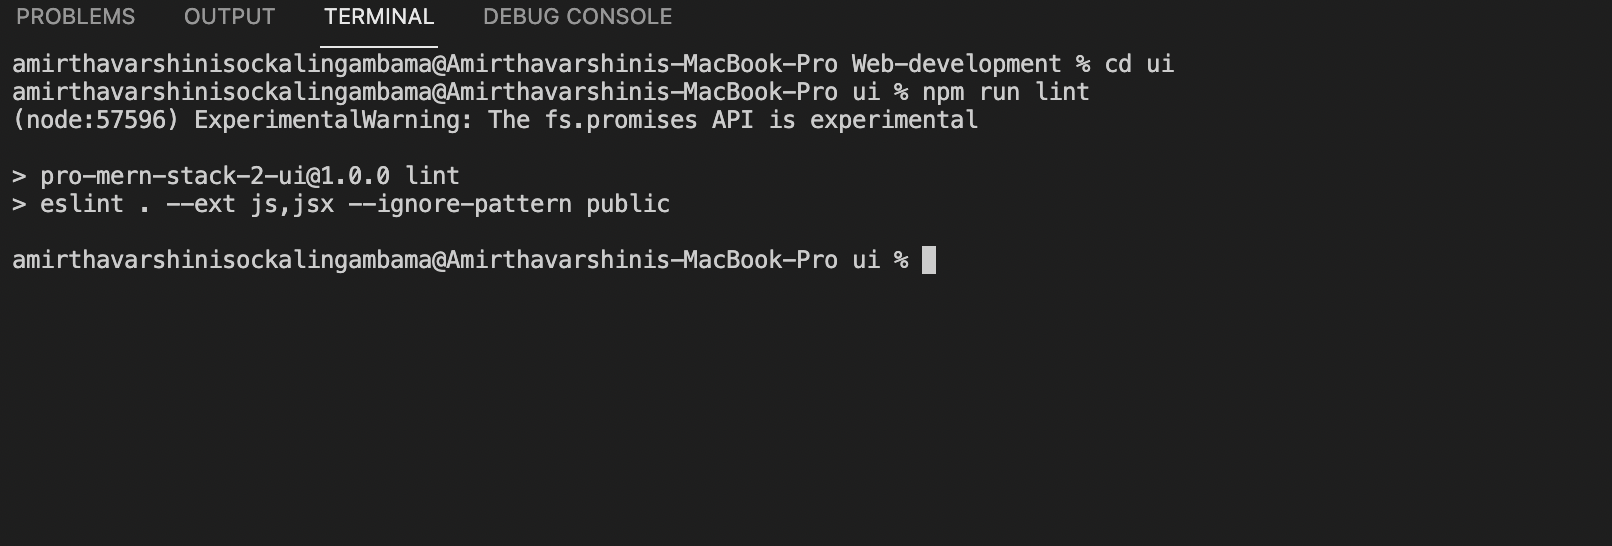 PROBLEMS OUTPUT TERMINAL DEBUG CONSOLE
amirthavarshinisockalingambama@Amirthavarshinis-MacBook-Pro Web-development % cd ui
amirthavarshinisockalingambama@Amirthavarshinis-MacBook-Pro ui % npm run lint
(node:57596) ExperimentalWarning: The fs.promises API is experimental
> pro-mern-stack-2-ui@1.0.0 lint
> eslint . --ext js,jsx --ignore-pattern public
amirthavarshinisockalingambama@Amirthavarshinis-MacBook-Pro ui %